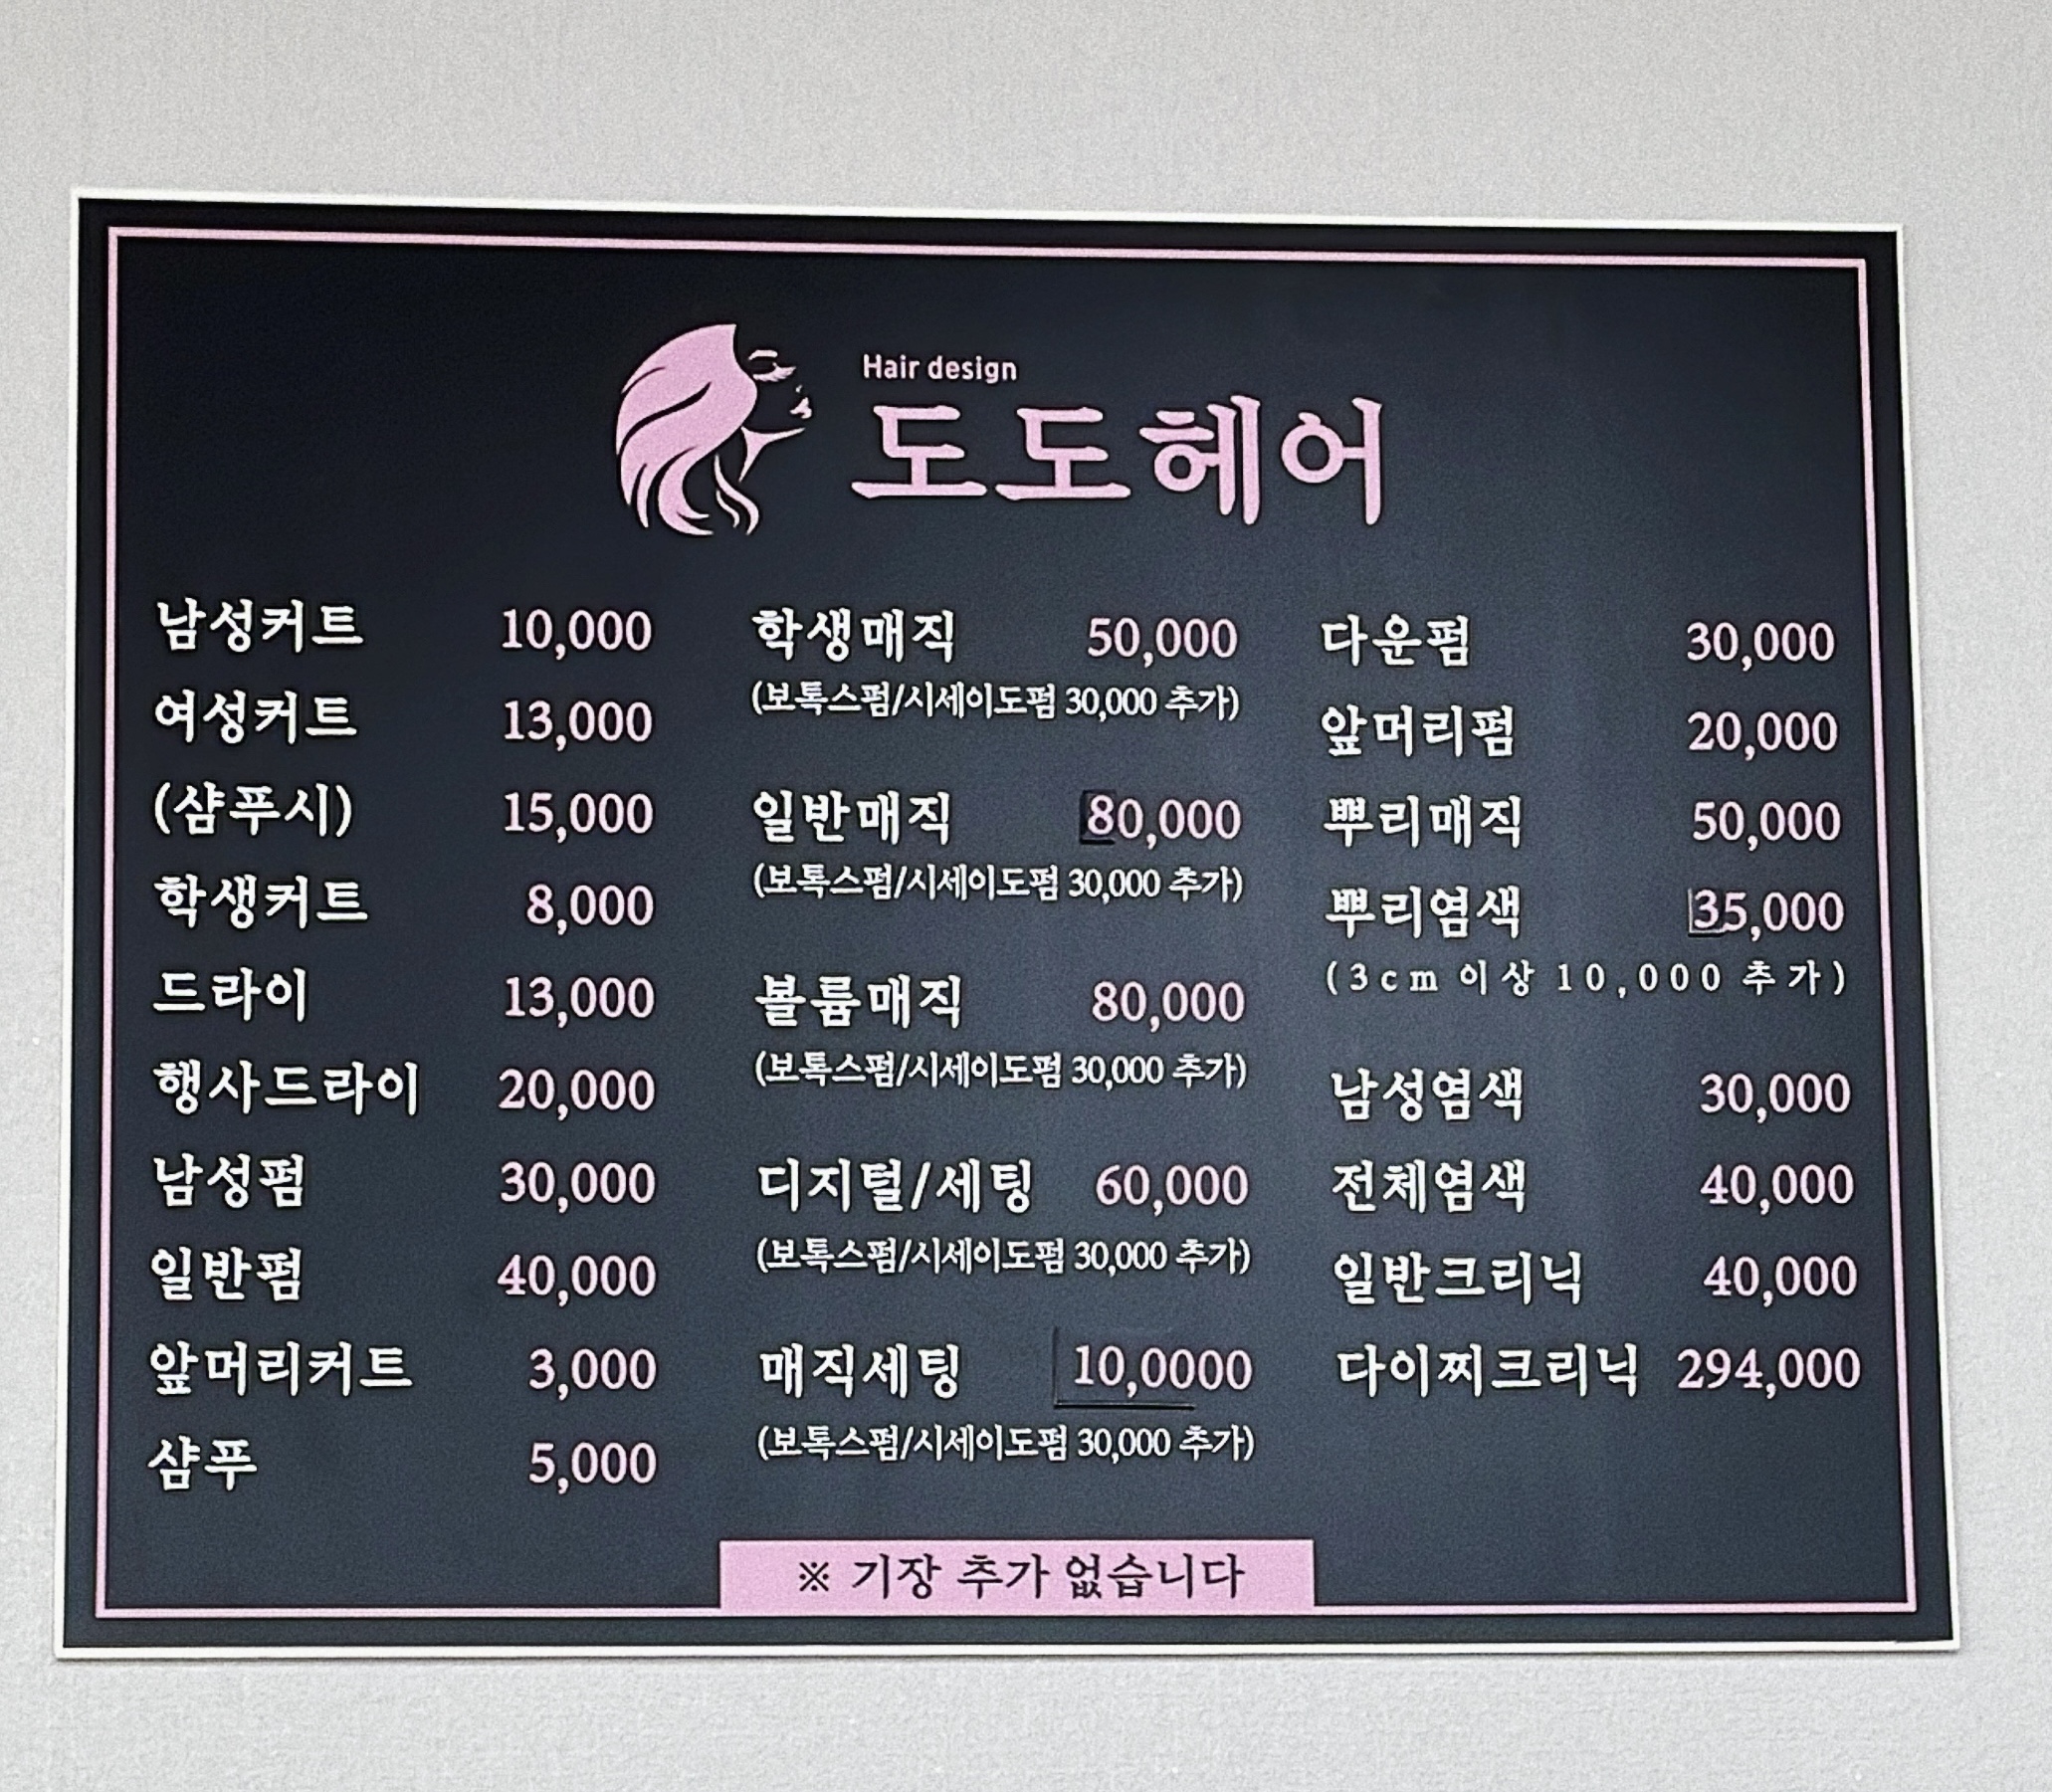 Hair design
도도헤어
남성커트 10,000
여성커트 13,000
(샴푸시) 15,000
학생커트 8,000
드라이 13,000
행사드라이 20,000
남성펌 30,000
일반펌 40,000
앞머리커트 3,000
샴푸 5,000
학생매직 50,000
(보톡스펌/시세이도펌 30,000 추가)
일반매직 80,000
(보톡스펌/시세이도펌 30,000 추가)
볼륨매직 80,000
(보톡스펌/시세이도펌 30,000 추가)
디지털/세팅 60,000
(보톡스펌/시세이도펌 30,000 추가)
매직세팅 10,0000
(보톡스펌/시세이도펌 30,000 추가)
다운펌 30,000
앞머리펌 20,000
뿌리매직 50,000
뿌리염색 35,000
(3cm 이상 10,000 추가)
남성염색 30,000
전체염색 40,000
일반크리닉 40,000
다이찌크리닉 294,000
※ 기장 추가 없습니다